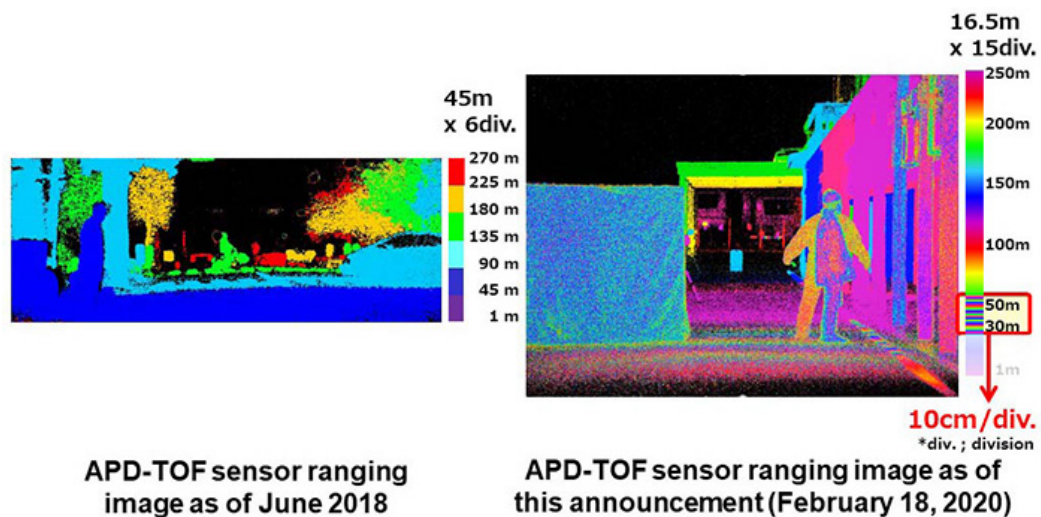 45m
x 6div.
270 m
225 m
180 m
135 m
90 m
45 m
1 m
APD-TOF sensor ranging
image as of June 2018
16.5m
x 15div.
250m
200m
150m
100m
50m
30m
1m
10cm/div.
*div. ; division
APD-TOF sensor ranging image as of
this announcement (February 18, 2020)